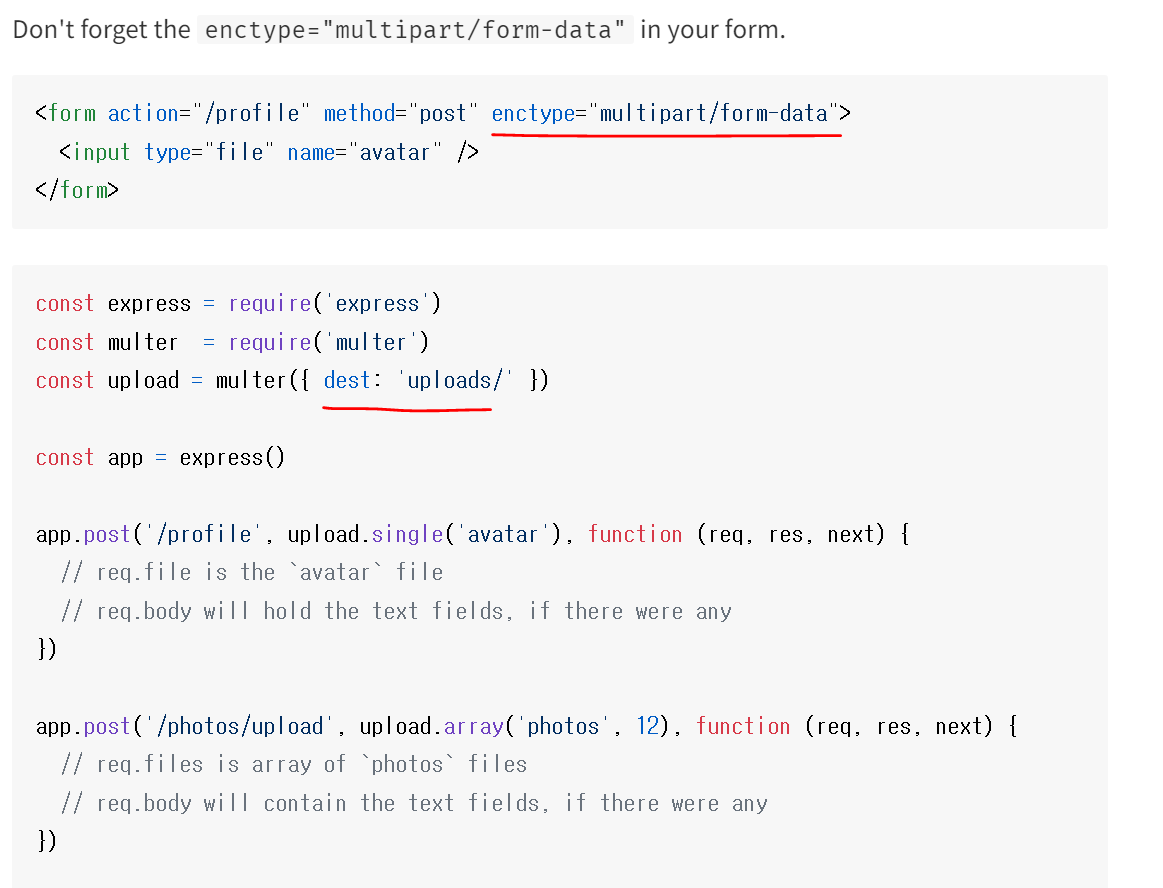 Don't forget the enctype="multipart/form-data" in your form.
<form action="/profile" method="post" enctype="multipart/form-data">
  <input type="file" name="avatar" />
</form>
const express = require('express')
const multer  = require('multer')
const upload = multer({ dest: 'uploads/' })
const app = express()
app.post('/profile', upload.single('avatar'), function (req, res, next) {
  // req.file is the `avatar` file
  // req.body will hold the text fields, if there were any
})
app.post('/photos/upload', upload.array('photos', 12), function (req, res, next) {
  // req.files is array of `photos` files
  // req.body will contain the text fields, if there were any
})